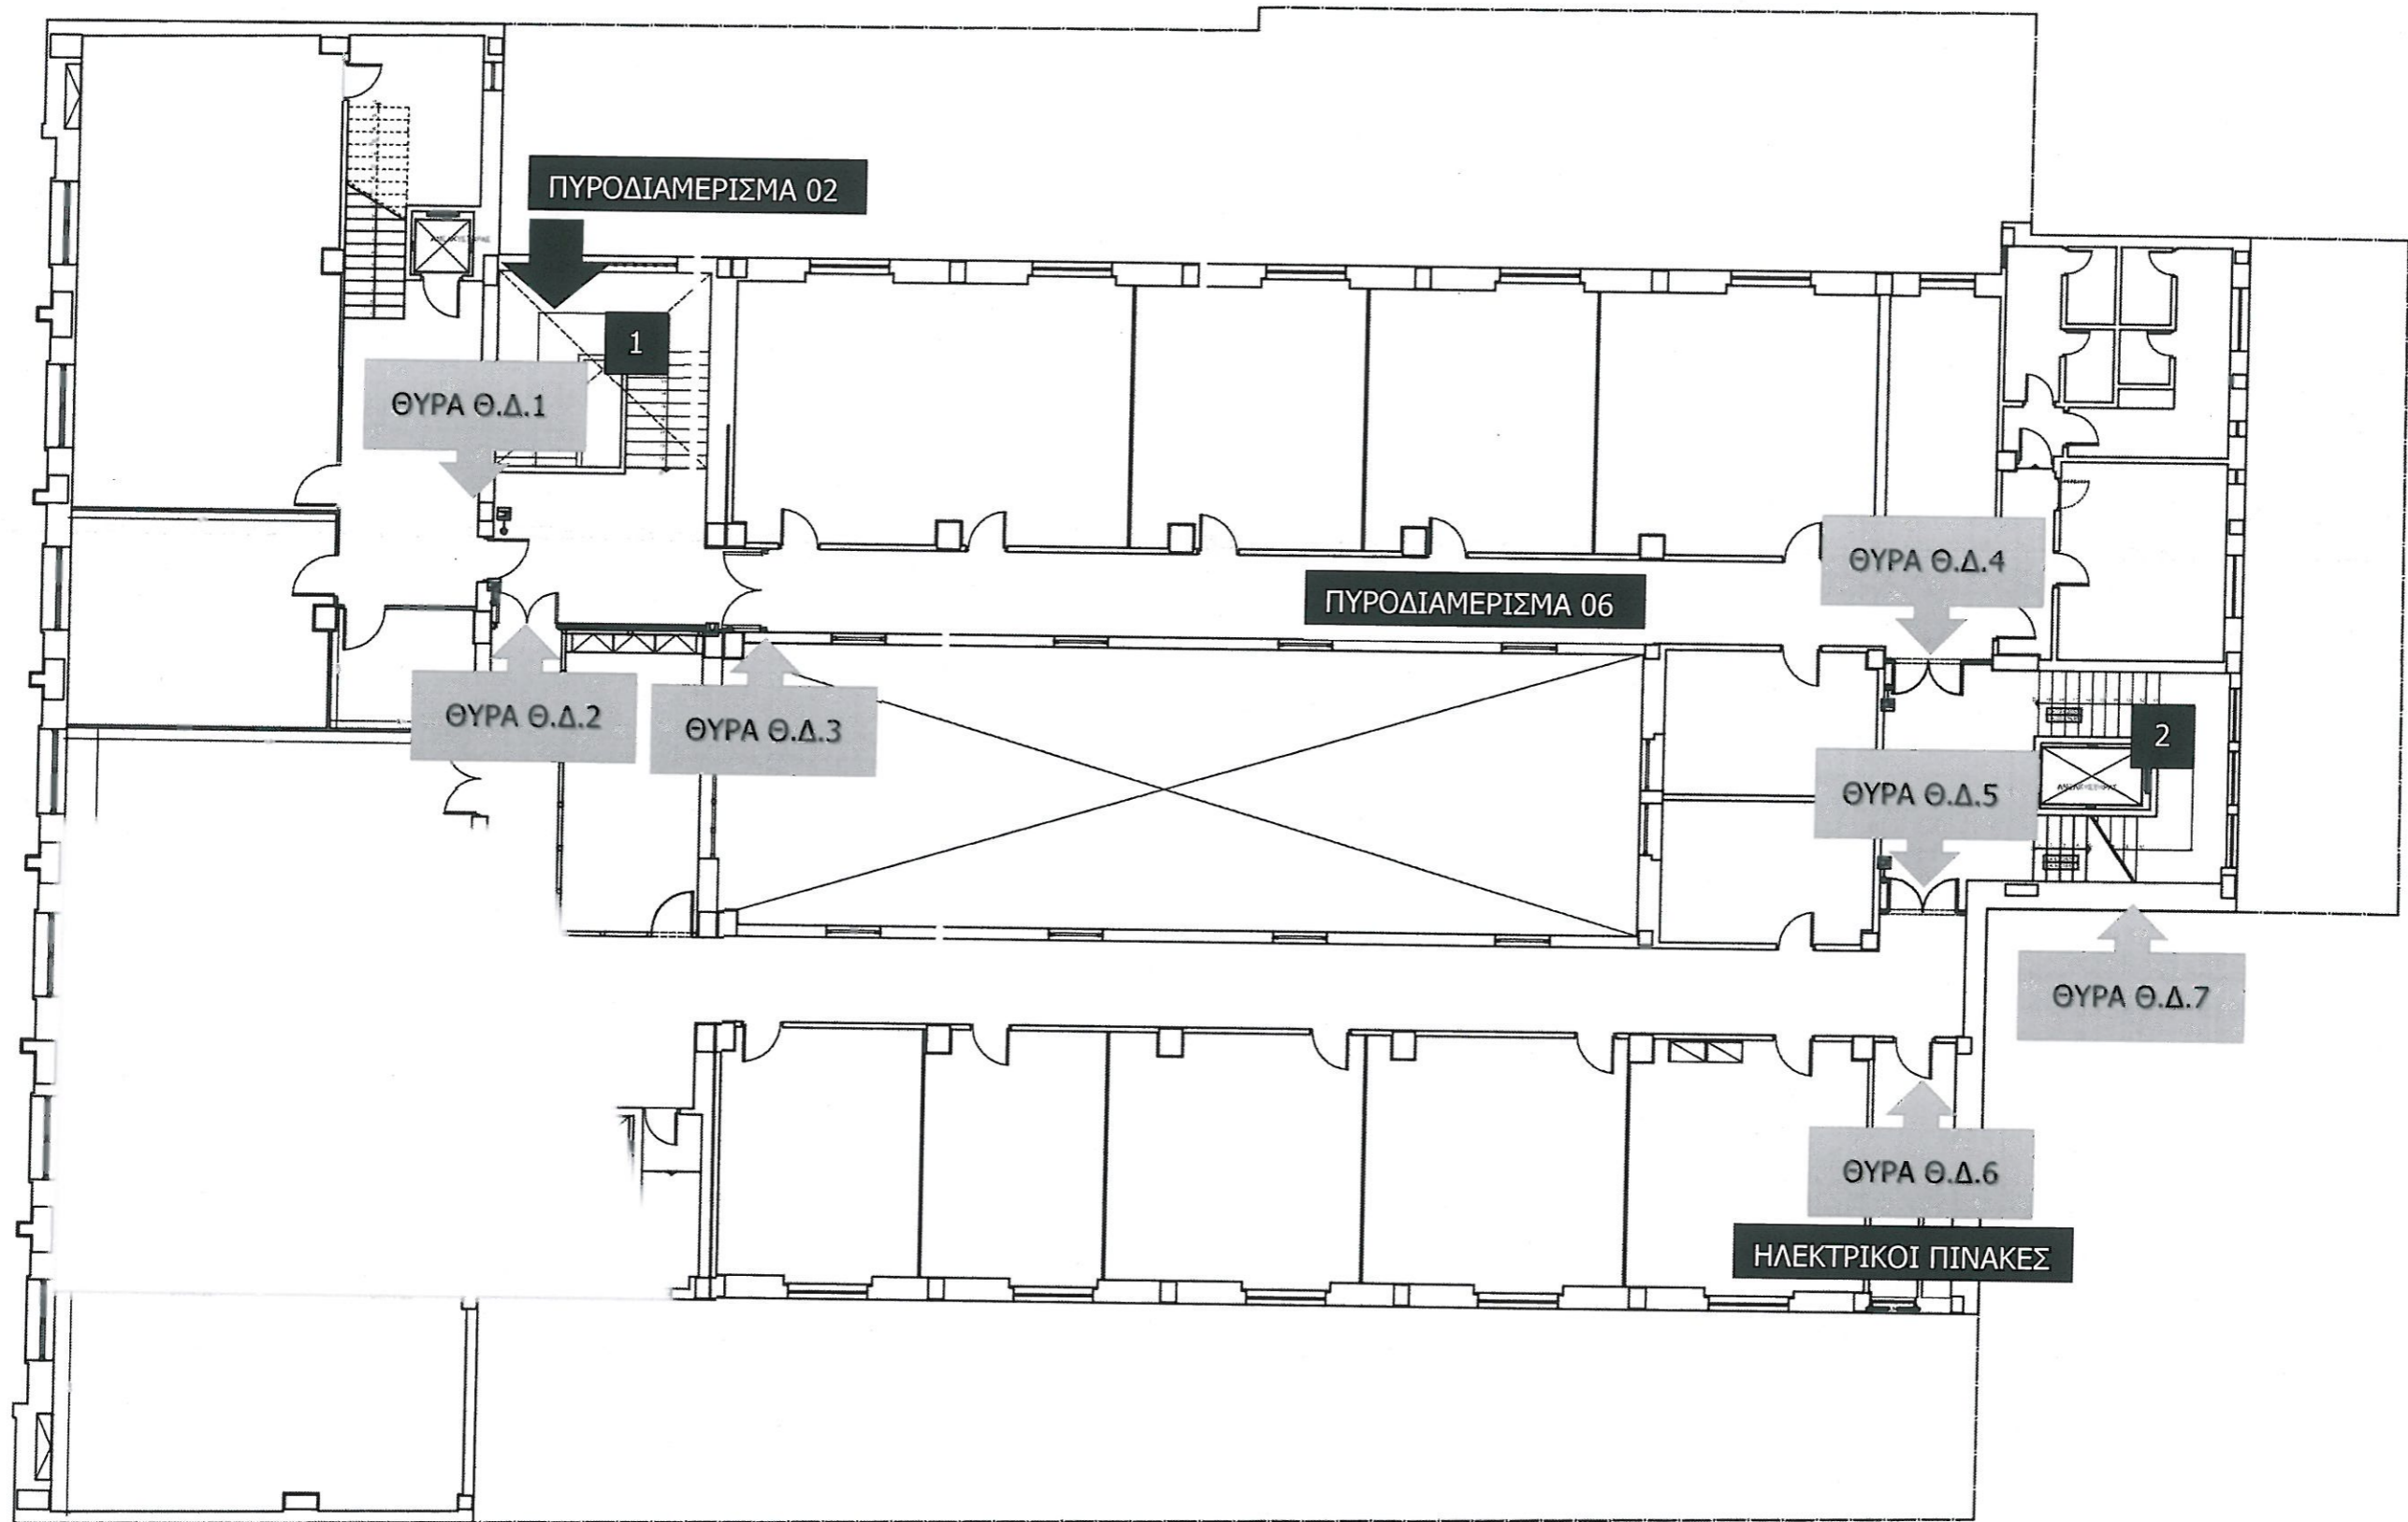 ΠΥΡΟΔΙΑΜΕΡΙΣΜΑ 02
1
ΘΥΡΑ Θ.Δ.1
ΘΥΡΑ Θ.Δ.4
ΠΥΡΟΔΙΑΜΕΡΙΣΜΑ 06
ΘΥΡΑ Θ.Δ.2
ΘΥΡΑ Θ.Δ.3
2
ΘΥΡΑ Θ.Δ.5
ΘΥΡΑ Θ.Δ.7
ΘΥΡΑ Θ.Δ.6
ΗΛΕΚΤΡΙΚΟΙ ΠΙΝΑΚΕΣ